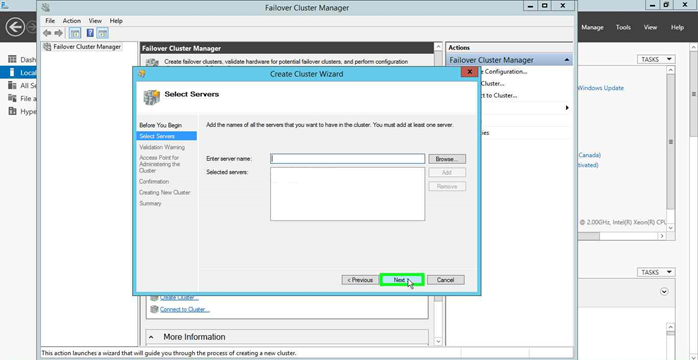 Failover Cluster Manager
File Action View Help
Manage Tools View Help
Failover Cluster Manager
Failover Cluster Manager
Create failover clusters, validate hardware for potential failover clusters, and perform configuration
Actions
Failover Cluster Manager
Configuration...
Cluster...
ct to Cluster...
TASKS
Windows Update
Canada)
tivated)
@ 2.00GHz, Intel(R) Xeon(R) CPU
TASKS
Das
Local
All Se
File a
Hype
Create Cluster Wizard
Select Servers
Before You Begin
Select Servers
Validation Warning
Access Point for
Administering the
Cluster
Confirmation
Creating New Cluster
Summary
Add the names of all the servers that you want to have in the cluster. You must add at least one server.
Enter server name:
Browse...
Selected servers:
Add
Remove
< Previous
Next >
Cancel
Create Cluster...
Connect to Cluster...
More Information
This action launches a wizard that will guide you through the process of creating a new cluster.